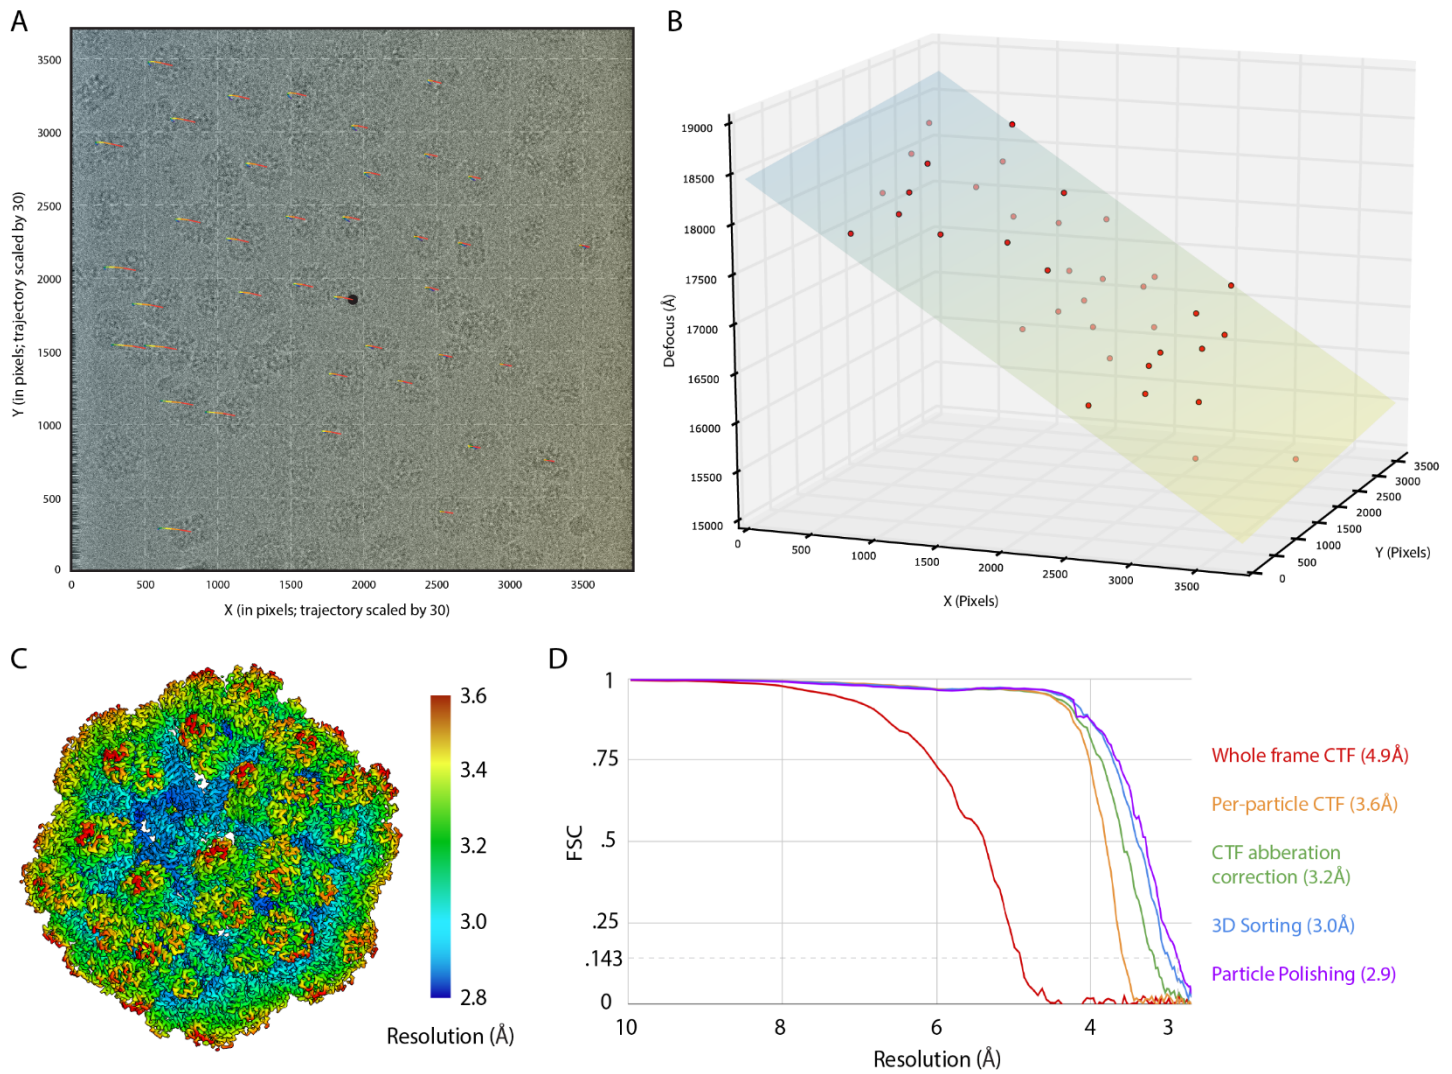 A
3500
3000
2500
2000
1500
1000
500
0
Y (in pixels; trajectory scaled by 30)
0 500 1000 1500 2000 2500 3000 3500
X (in pixels; trajectory scaled by 30)
B
19000
18500
18000
17500
17000
16500
16000
15500
15000
Defocus (Å)
0 500 1000 1500 2000 2500 3000 3500
X (Pixels)
0 500 1000 1500 2000 2500 3000 3500
Y (Pixels)
C
3.6
3.4
3.2
3.0
2.8
Resolution (Å)
D
1
.75
.5
.25
.143
0
FSC
10 8 6 4 3
Resolution (Å)
Whole frame CTF (4.9Å)
Per-particle CTF (3.6Å)
CTF abberation
correction (3.2Å)
3D Sorting (3.0Å)
Particle Polishing (2.9)